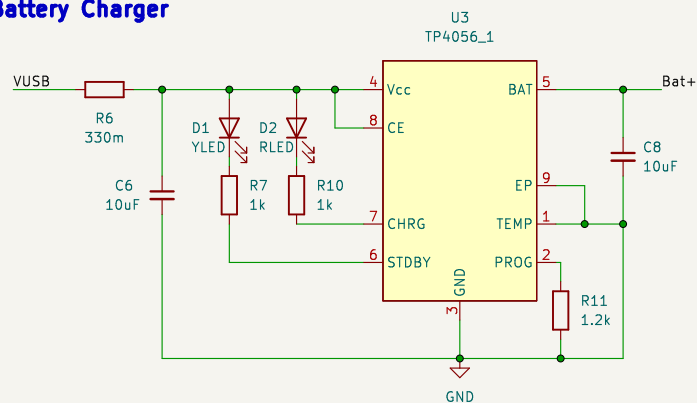 Battery Charger
U3
TP4056_1
VUSB
R6
330m
4 Vcc
BAT 5
Bat+
8 CE
D1
YLED
D2
RLED
C8
10uF
C6
10uF
R7
1k
R10
1k
EP 9
7 CHRG
TEMP 1
6 STDBY
PROG 2
GND
3
R11
1.2k
GND